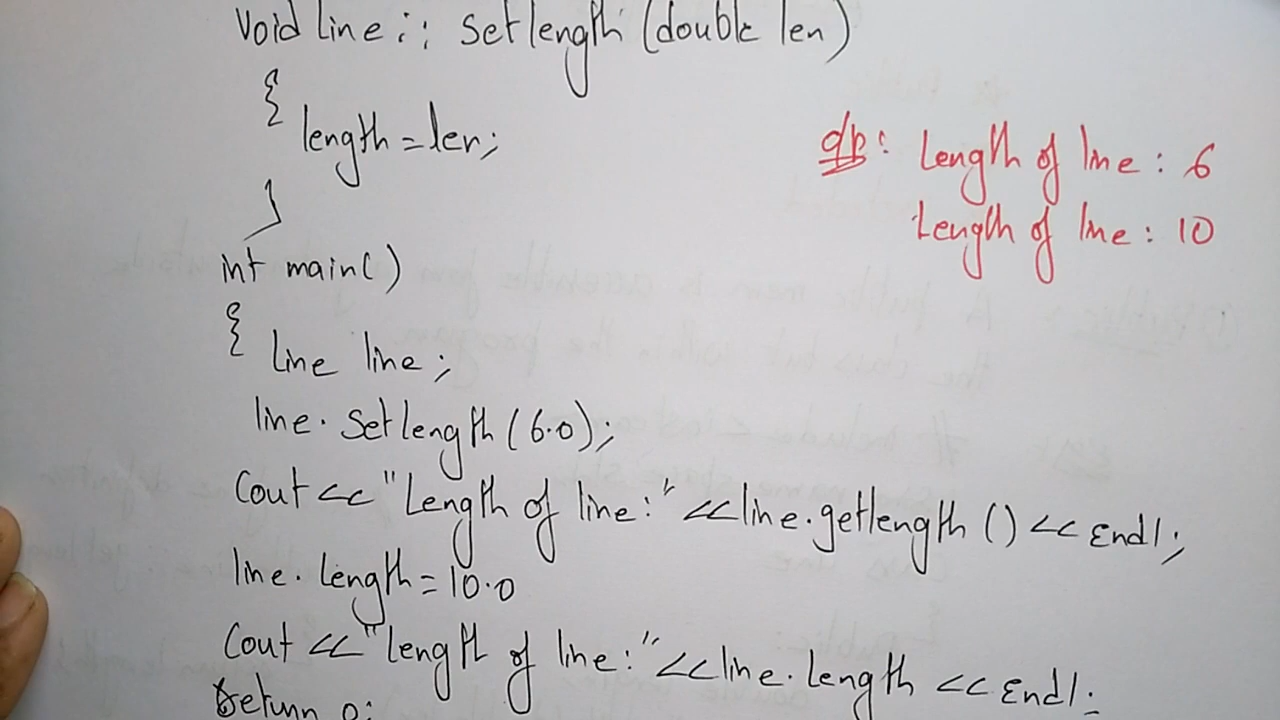 Void line :: Setlength (double len)
{
length = len;
}
int main()
{
Line line;
line. Setlength (6.0);
Cout << "Length of line:" << line.getlength () << Endl;
line. Length = 10.0
Cout << "Length of line:" << line. Length << Endl;
Return 0;
o/p: Length of line: 6
Length of line: 10